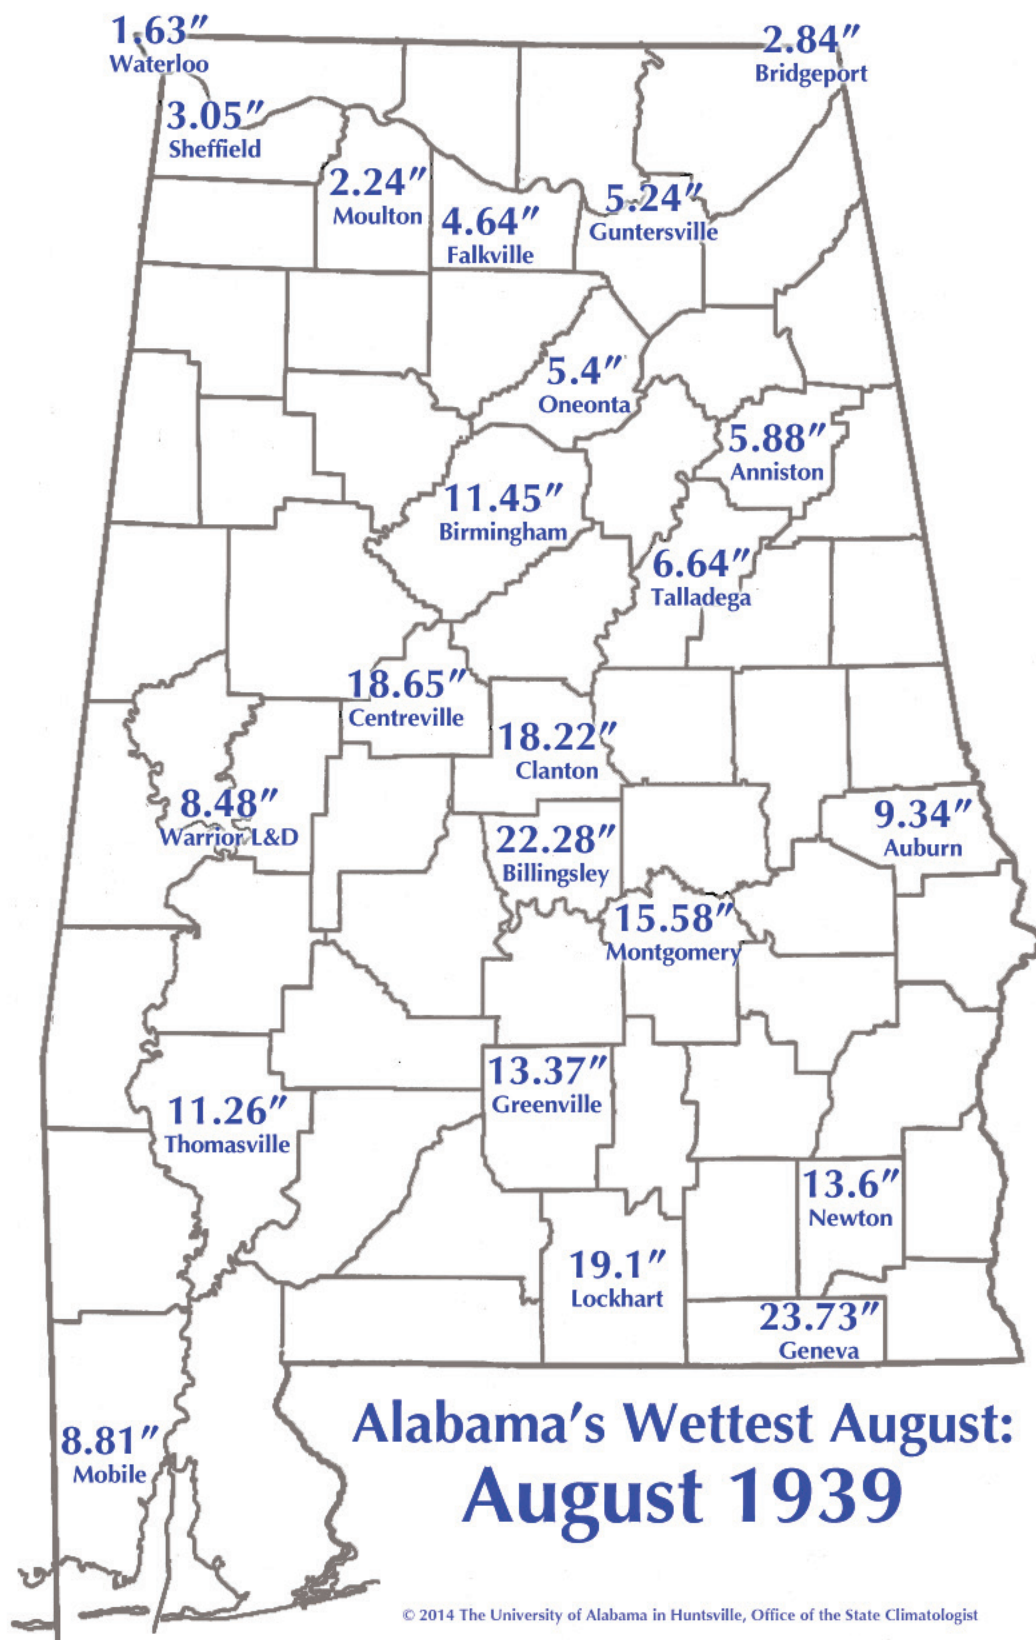 1.63″
Waterloo
2.84″
Bridgeport
3.05″
Sheffield
2.24″
Moulton
4.64″
Falkville
5.24″
Guntersville
5.4″
Oneonta
5.88″
Anniston
11.45″
Birmingham
6.64″
Talladega
18.65″
Centreville
18.22″
Clanton
8.48″
Warrior L&D
22.28″
Billingsley
9.34″
Auburn
15.58″
Montgomery
13.37″
Greenville
11.26″
Thomasville
13.6″
Newton
19.1″
Lockhart
23.73″
Geneva
8.81″
Mobile
Alabama's Wettest August:
August 1939
© 2014 The University of Alabama in Huntsville, Office of the State Climatologist